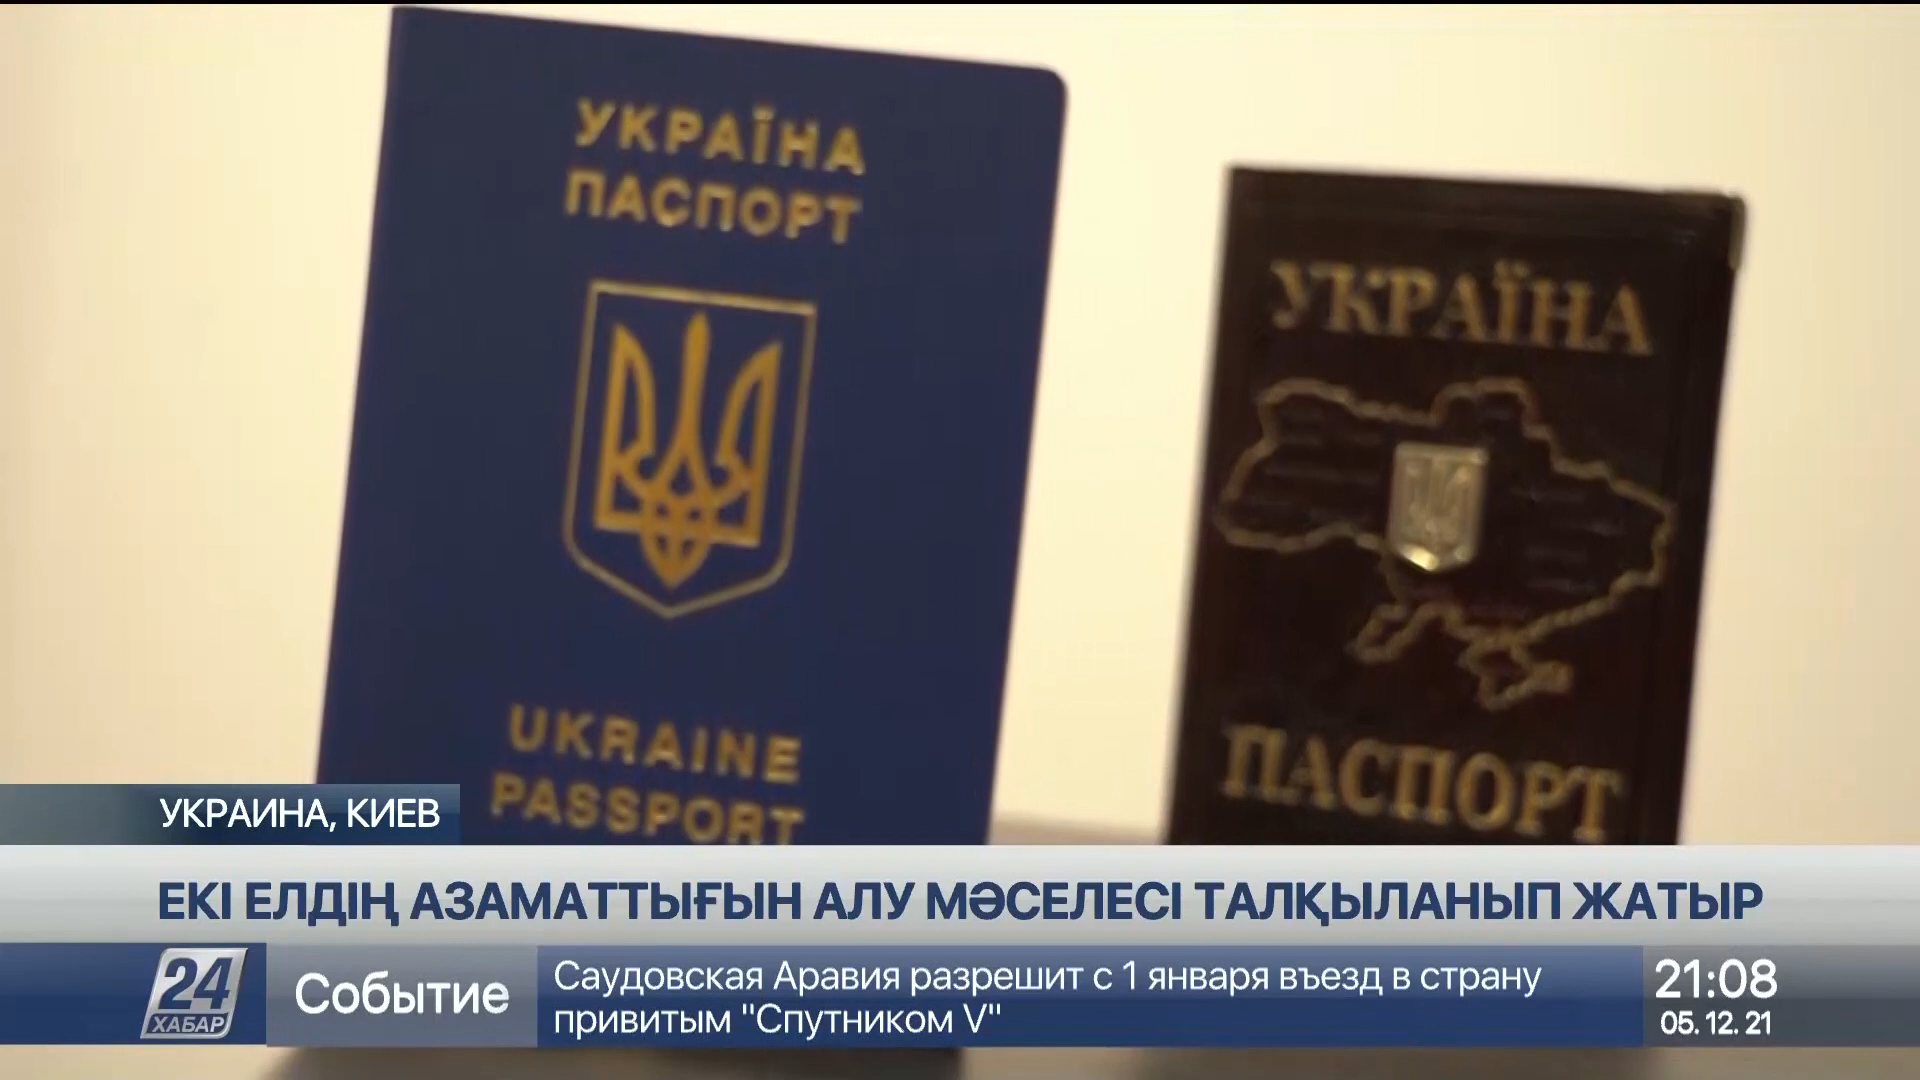 УКРАЇНА
ПАСПОРТ
UKRAINE
PASSPORT
УКРАЇНА
ПАСПОРТ
УКРАИНА, КИЕВ
ЕКІ ЕЛДІҢ АЗАМАТТЫҒЫН АЛУ МӘСЕЛЕСІ ТАЛҚЫЛАНЫП ЖАТЫР
24
ХАБАР
Событие
Саудовская Аравия разрешит с 1 января въезд в страну
привитым "Спутником V"
21:08
05. 12. 21